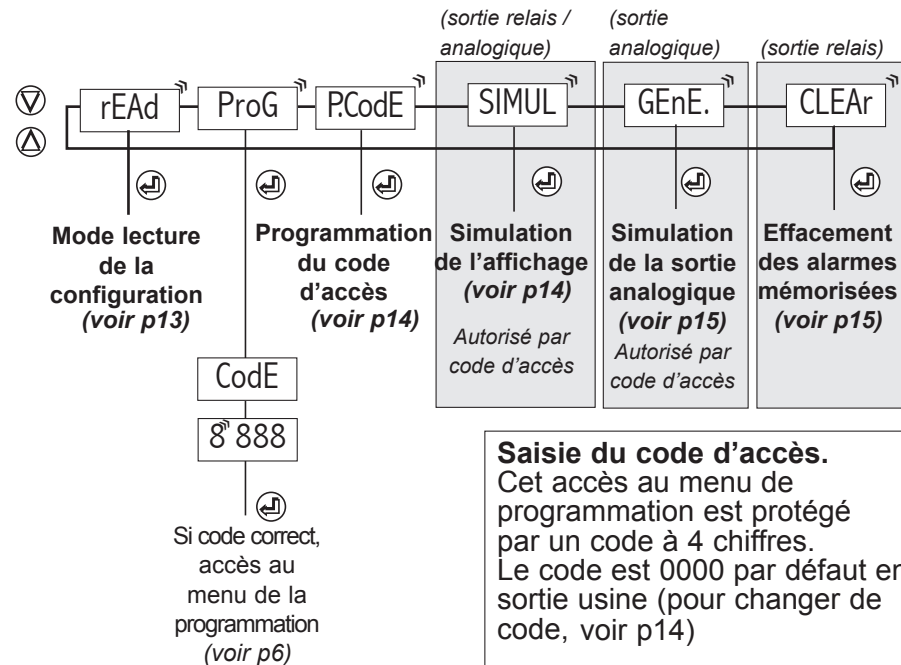 (sortie relais /
analogique)
(sortie
analogique)
(sortie relais)
rEAd
ProG
P.CodE
SIMUL
GEnE.
CLEAr
Mode lecture
de la
configuration
(voir p13)
Programmation
du code
d'accès
(voir p14)
Simulation
de l'affichage
(voir p14)
Autorisé par
code d'accès
Simulation
de la sortie
analogique
(voir p15)
Autorisé par
code d'accès
Effacement
des alarmes
mémorisées
(voir p15)
CodE
8 888
Si code correct,
accès au
menu de la
programmation
(voir p6)
Saisie du code d'accès.
Cet accès au menu de
programmation est protégé
par un code à 4 chiffres.
Le code est 0000 par défaut en
sortie usine (pour changer de
code, voir p14)